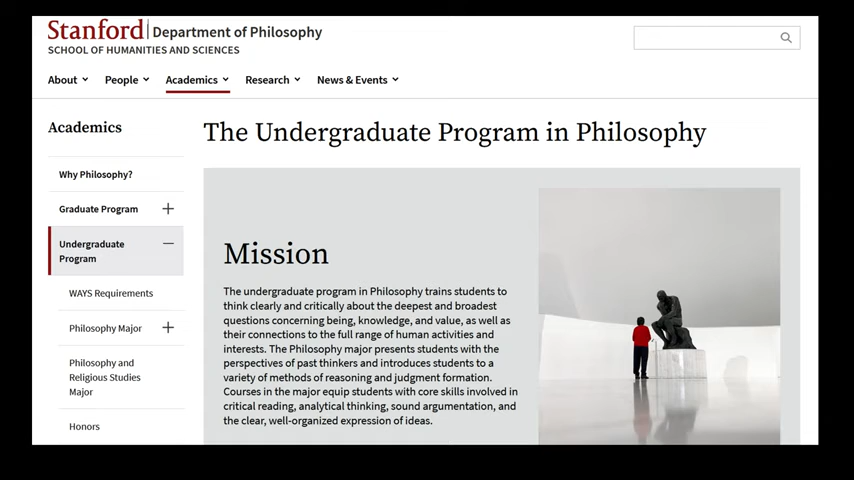 Stanford Department of Philosophy
SCHOOL OF HUMANITIES AND SCIENCES
About People Academics Research News & Events
Academics
Why Philosophy?
Graduate Program
Undergraduate
Program
WAYS Requirements
Philosophy Major
Philosophy and
Religious Studies
Major
Honors
The Undergraduate Program in Philosophy
Mission
The undergraduate program in Philosophy trains students to
think clearly and critically about the deepest and broadest
questions concerning being, knowledge, and value, as well as
their connections to the full range of human activities and
interests. The Philosophy major presents students with the
perspectives of past thinkers and introduces students to a
variety of methods of reasoning and judgment formation.
Courses in the major equip students with core skills involved in
critical reading, analytical thinking, sound argumentation, and
the clear, well-organized expression of ideas.